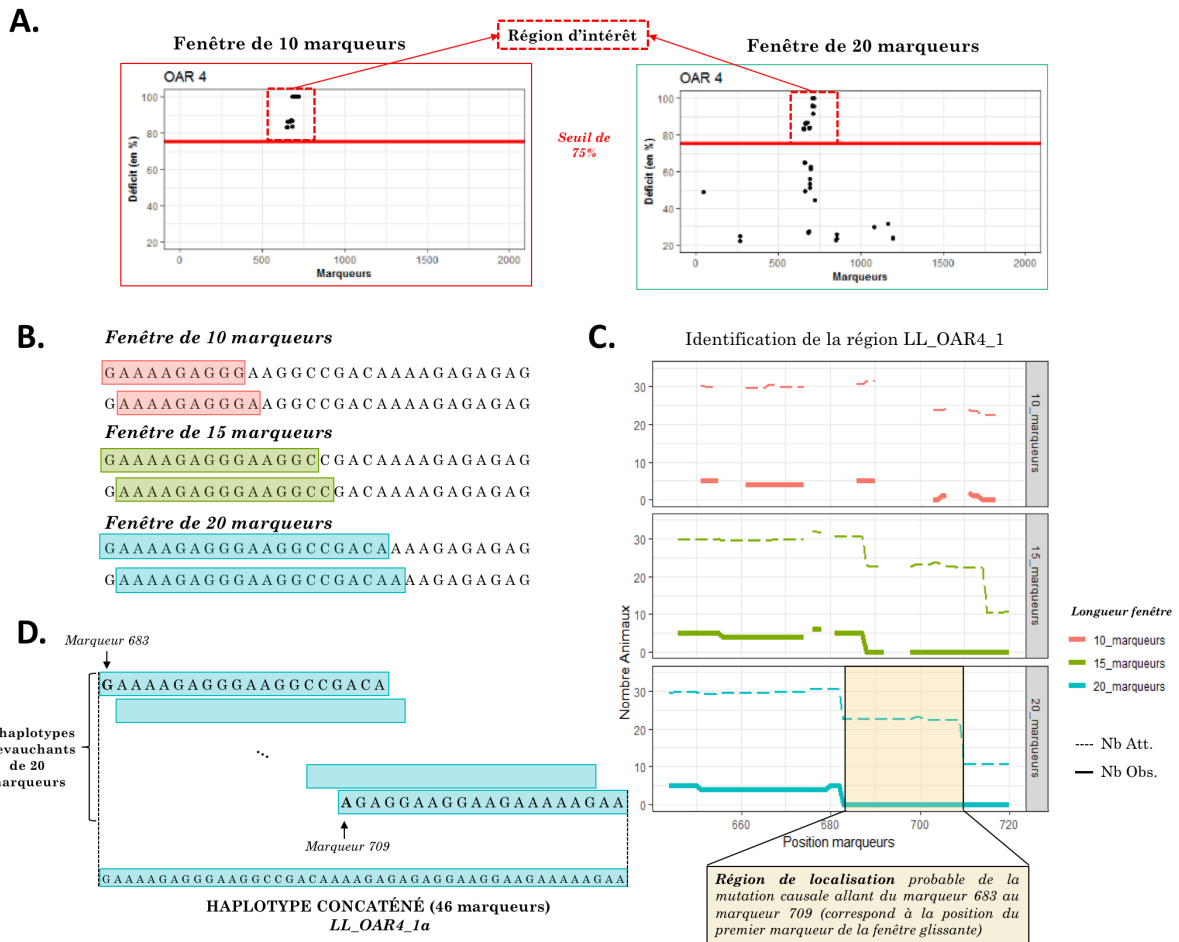 A.
Région d'intérêt
Fenêtre de 10 marqueurs
Fenêtre de 20 marqueurs
OAR 4
100
80
60
40
20
Déficit (en %)
0
500
1000
1500
2000
Marqueurs
Seuil de
75%
OAR 4
100
80
60
40
20
Déficit (en %)
0
500
1000
1500
2000
Marqueurs
B.
Fenêtre de 10 marqueurs
GAAAAGAGGGAAGGCCGACAAAAGAGAGAG
GAAAAGAGGGAAGGCCGACAAAAGAGAGAG
Fenêtre de 15 marqueurs
GAAAAGAGGGAAGGCCGACAAAAGAGAGAG
GAAAAGAGGGAAGGCCGACAAAAGAGAGAG
Fenêtre de 20 marqueurs
GAAAAGAGGGAAGGCCGACAAAAGAGAGAG
GAAAAGAGGGAAGGCCGACAAAAGAGAGAG
C.
Identification de la région LL_OAR4_1
30
20
10
0
10_marqueurs
30
20
10
0
15_marqueurs
30
20
10
0
20_marqueurs
Nombre Animaux
660
680
700
720
Position marqueurs
Longueur fenêtre
10_marqueurs
15_marqueurs
20_marqueurs
Nb Att.
Nb Obs.
Région de localisation probable de la
mutation causale allant du marqueur 683 au
marqueur 709 (correspond à la position du
premier marqueur de la fenêtre glissante)
D.
Marqueur 683
GAAAAGAGGGAAGGCCGACA
haplotypes
evauchants
de 20
arqueurs
...
AGAGGAAGGAAGAAAAAGAA
Marqueur 709
GAAAAGAGGGAAGGCCGACAAAAGAGAGAGGAAGGAAGAAAAAGAA
HAPLOTYPE CONCATÉNÉ (46 marqueurs)
LL_OAR4_1a